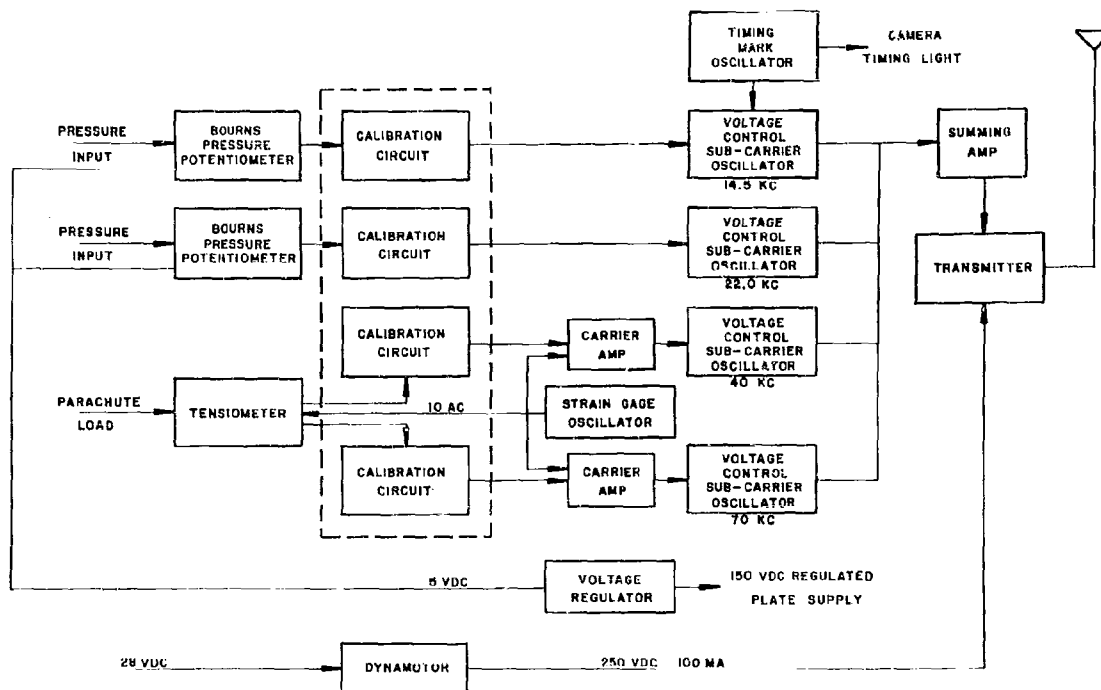 TIMING
MARK
OSCILLATOR
CAMERA
TIMING LIGHT
PRESSURE
INPUT
BOURNS
PRESSURE
POTENTIOMETER
CALIBRATION
CIRCUIT
VOLTAGE
CONTROL
SUB-CARRIER
OSCILLATOR
14.5 KC
SUMMING
AMP
PRESSURE
INPUT
BOURNS
PRESSURE
POTENTIOMETER
CALIBRATION
CIRCUIT
VOLTAGE
CONTROL
SUB-CARRIER
OSCILLATOR
22.0 KC
TRANSMITTER
CALIBRATION
CIRCUIT
CARRIER
AMP
VOLTAGE
CONTROL
SUB-CARRIER
OSCILLATOR
40 KC
PARACHUTE
LOAD
TENSIOMETER
10 AC
STRAIN GAGE
OSCILLATOR
CALIBRATION
CIRCUIT
CARRIER
AMP
VOLTAGE
CONTROL
SUB-CARRIER
OSCILLATOR
70 KC
5 VDC
VOLTAGE
REGULATOR
150 VDC REGULATED
PLATE SUPPLY
28 VDC
DYNAMOTOR
250 VDC 100 MA